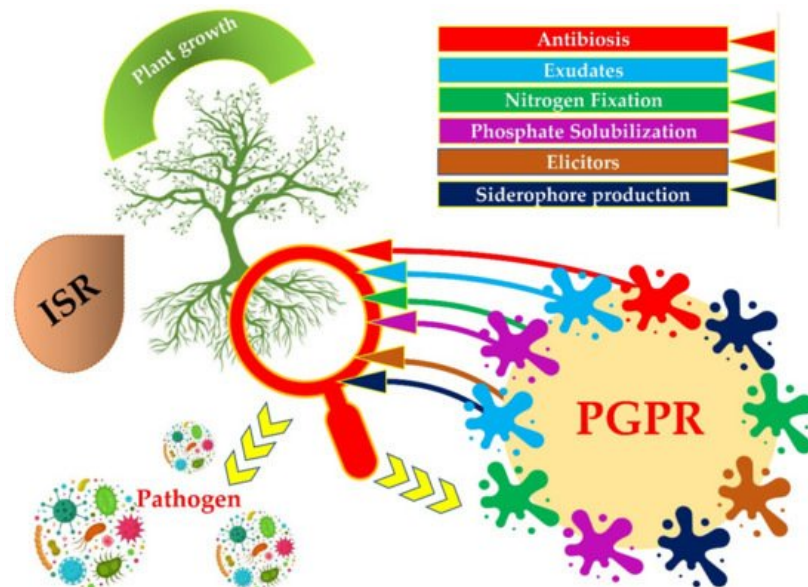 Plant growth
Antibiosis
Exudates
Nitrogen Fixation
Phosphate Solubilization
Elicitors
Siderophore production
ISR
PGPR
Pathogen